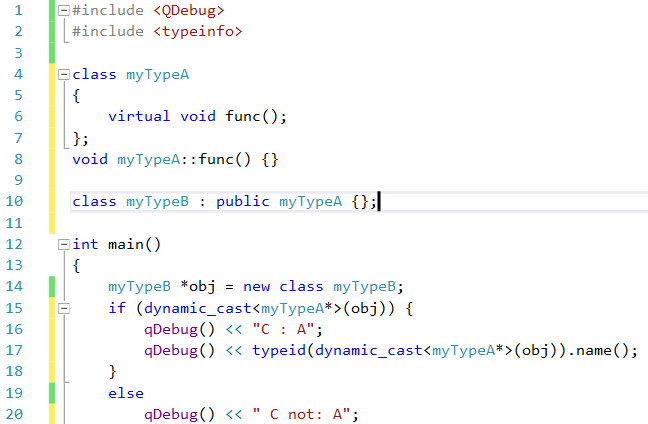 1 #include <QDebug>
2 #include <typeinfo>
3
4 class myTypeA
5 {
6 virtual void func();
7 };
8 void myTypeA::func() {}
9
10 class myTypeB : public myTypeA {};
11
12 int main()
13 {
14 myTypeB *obj = new class myTypeB;
15 if (dynamic_cast<myTypeA*>(obj)) {
16 qDebug() << "C : A";
17 qDebug() << typeid(dynamic_cast<myTypeA*>(obj)).name();
18 }
19 else
20 qDebug() << " C not: A";